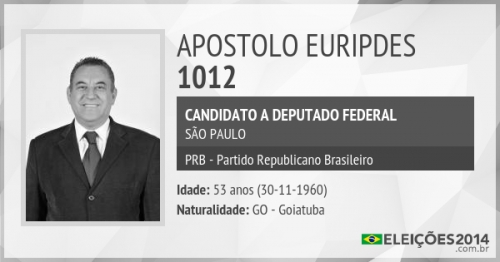 APOSTOLO EURIPDES
1012
CANDIDATO A DEPUTADO FEDERAL
SÃO PAULO
PRB - Partido Republicano Brasileiro
Idade: 53 anos (30-11-1960)
Naturalidade: GO - Goiatuba
ELEIÇÕES2014
.com.br